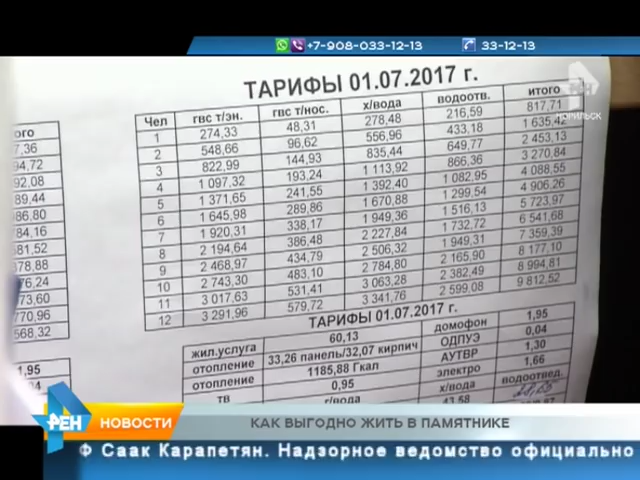 +7-908-033-12-13 33-12-13
РЕН
НОРИЛЬСК
ТАРИФЫ 01.07.2017 г.
Чел гвс т/эн. гвс т/нос. х/вода водоотв. итого
1 274,33 48,31 278,48 216,59 817,71
2 548,66 96,62 556,96 433,18 1 635,42
3 822,99 144,93 835,44 649,77 2 453,13
4 1 097,32 193,24 1 113,92 866,36 3 270,84
5 1 371,65 241,55 1 392,40 1 082,95 4 088,55
6 1 645,98 289,86 1 670,88 1 299,54 4 906,26
7 1 920,31 338,17 1 949,36 1 516,13 5 723,97
8 2 194,64 386,48 2 227,84 1 732,72 6 541,68
9 2 468,97 434,79 2 506,32 1 949,31 7 359,39
10 2 743,30 483,10 2 784,80 2 165,90 8 177,10
11 3 017,63 531,41 3 063,28 2 382,49 8 994,81
12 3 291,96 579,72 3 341,76 2 599,08 9 812,52
ТАРИФЫ 01.07.2017 г.
жил.услуга 60,13 домофон 1,95
отопление 33,26 панель/32,07 кирпич ОДПУЭ 0,04
отопление 1185,88 Гкал АУТВР 1,30
тв 0,95 электро 1,66
г/вода 43,58 х/вода водоотвед.
1,95
РЕН
НОВОСТИ
КАК ВЫГОДНО ЖИТЬ В ПАМЯТНИКЕ
Ф Саак Карапетян. Надзорное ведомство официально